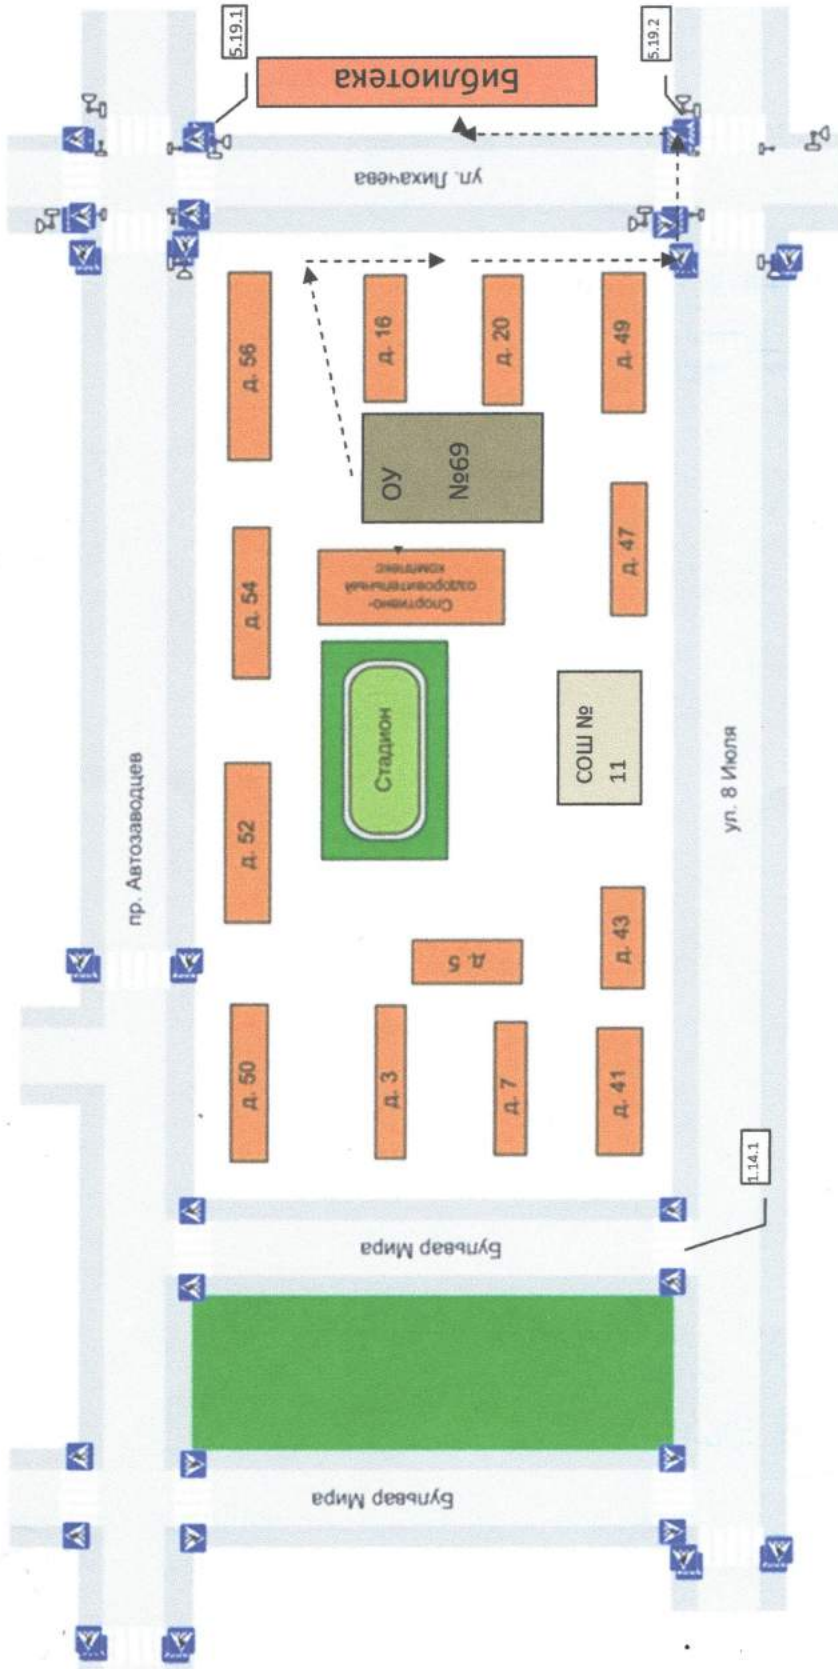 5.19.1
Библиотека
5.19.2
ул. Лихачева
д. 56
д. 16
д. 20
д. 49
ОУ
№69
д. 54
Спортивно-
оздоровительный
комплекс
д. 47
пр. Автозаводцев
Стадион
СОШ №
11
ул. 8 Июля
д. 52
д. 5
д. 43
д. 50
д. 3
д. 7
д. 41
1.14.1
Бульвар Мира
Бульвар Мира